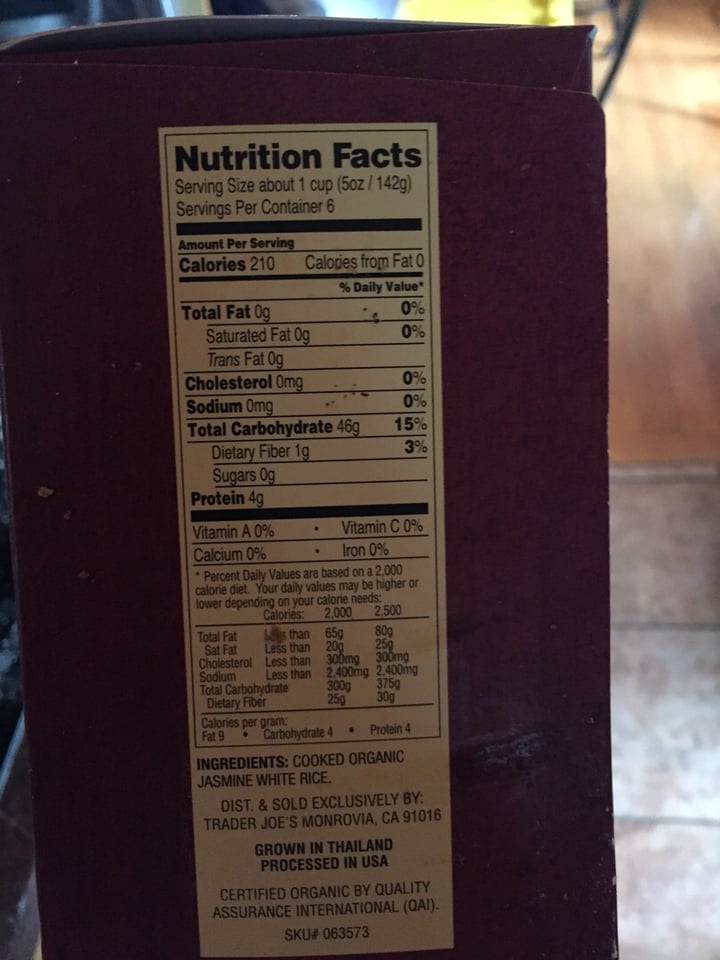 Nutrition Facts
Serving Size about 1 cup (5oz / 142g)
Servings Per Container 6
Amount Per Serving
Calories 210 Calories from Fat 0
% Daily Value*
Total Fat 0g 0%
Saturated Fat 0g 0%
Trans Fat 0g
Cholesterol 0mg 0%
Sodium 0mg 0%
Total Carbohydrate 46g 15%
Dietary Fiber 1g 3%
Sugars 0g
Protein 4g
Vitamin A 0% • Vitamin C 0%
Calcium 0% • Iron 0%
* Percent Daily Values are based on a 2,000
calorie diet. Your daily values may be higher or
lower depending on your calorie needs:
Calories: 2,000 2,500
Total Fat Less than 65g 80g
Sat Fat Less than 20g 25g
Cholesterol Less than 300mg 300mg
Sodium Less than 2,400mg 2,400mg
Total Carbohydrate 300g 375g
Dietary Fiber 25g 30g
Calories per gram:
Fat 9 • Carbohydrate 4 • Protein 4
INGREDIENTS: COOKED ORGANIC
JASMINE WHITE RICE.
DIST. & SOLD EXCLUSIVELY BY:
TRADER JOE'S MONROVIA, CA 91016
GROWN IN THAILAND
PROCESSED IN USA
CERTIFIED ORGANIC BY QUALITY
ASSURANCE INTERNATIONAL (QAI).
SKU# 063573